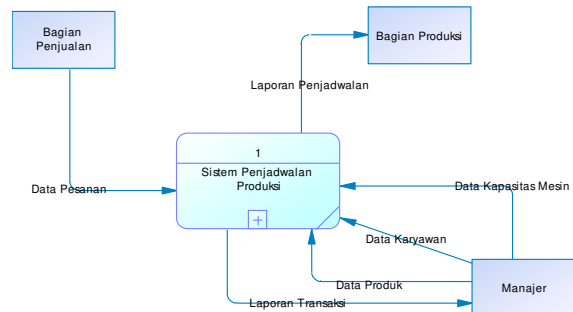 Bagian
Penjualan
Bagian Produksi
Laporan Penjadwalan
1
Sistem Penjadwalan
Produksi
+
Data Pesanan
Data Kapasitas Mesin
Data Karyawan
Data Produk
Manajer
Laporan Transaksi